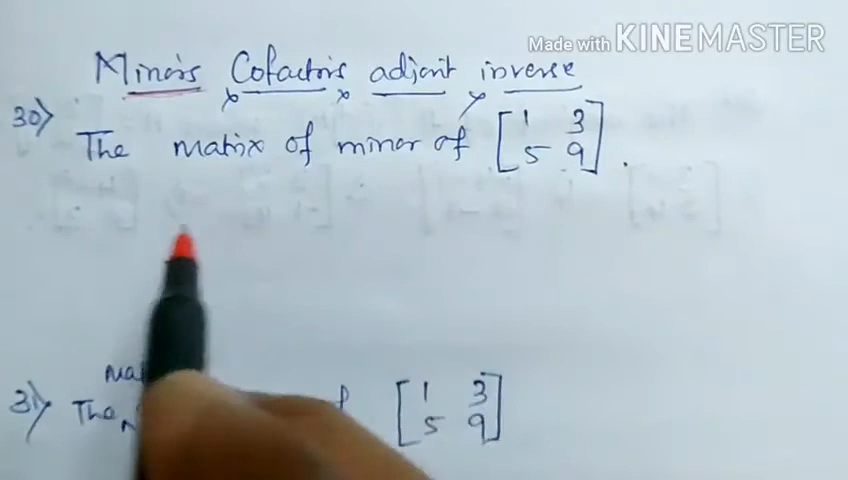 Made with KINEMASTER
Minors Cofactors adjoint inverse
30) The matrix of minor of [ 1 3
5 9 ].
31) The [ 1 3
5 9 ]